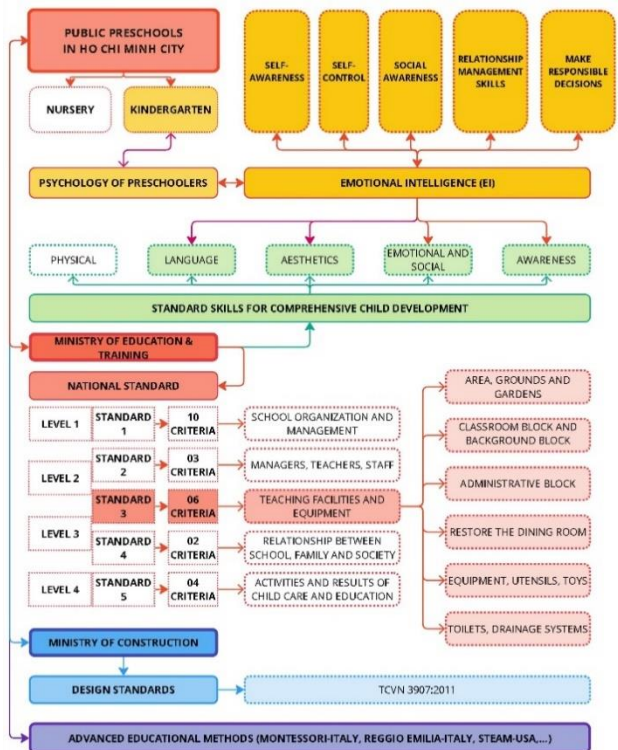 PUBLIC PRESCHOOLS
IN HO CHI MINH CITY
NURSERY
KINDERGARTEN
SELF-
AWARENESS
SELF-
CONTROL
SOCIAL
AWARENESS
RELATIONSHIP
MANAGEMENT
SKILLS
MAKE
RESPONSIBLE
DECISIONS
PSYCHOLOGY OF PRESCHOOLERS
EMOTIONAL INTELLIGENCE (EI)
PHYSICAL
LANGUAGE
AESTHETICS
EMOTIONAL AND
SOCIAL
AWARENESS
STANDARD SKILLS FOR COMPREHENSIVE CHILD DEVELOPMENT
MINISTRY OF EDUCATION &
TRAINING
NATIONAL STANDARD
LEVEL 1
LEVEL 2
LEVEL 3
LEVEL 4
STANDARD
1
10
CRITERIA
SCHOOL ORGANIZATION AND
MANAGEMENT
STANDARD
2
03
CRITERIA
MANAGERS, TEACHERS, STAFF
STANDARD
3
06
CRITERIA
TEACHING FACILITIES AND
EQUIPMENT
STANDARD
4
02
CRITERIA
RELATIONSHIP BETWEEN
SCHOOL, FAMILY AND SOCIETY
STANDARD
5
04
CRITERIA
ACTIVITIES AND RESULTS OF
CHILD CARE AND EDUCATION
AREA, GROUNDS AND
GARDENS
CLASSROOM BLOCK AND
BACKGROUND BLOCK
ADMINISTRATIVE BLOCK
RESTORE THE DINING ROOM
EQUIPMENT, UTENSILS, TOYS
TOILETS, DRAINAGE SYSTEMS
MINISTRY OF CONSTRUCTION
DESIGN STANDARDS
TCVN 3907:2011
ADVANCED EDUCATIONAL METHODS (MONTESSORI-ITALY, REGGIO EMILIA-ITALY, STEAM-USA,...)